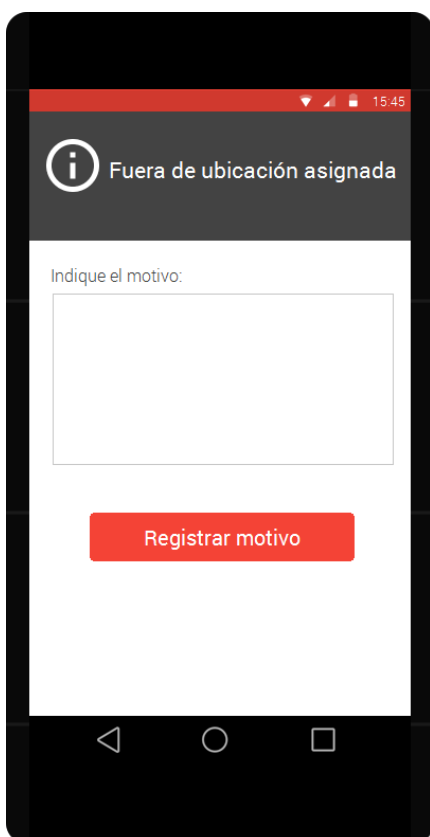 15:45
Fuera de ubicación asignada
Indique el motivo:
Registrar motivo